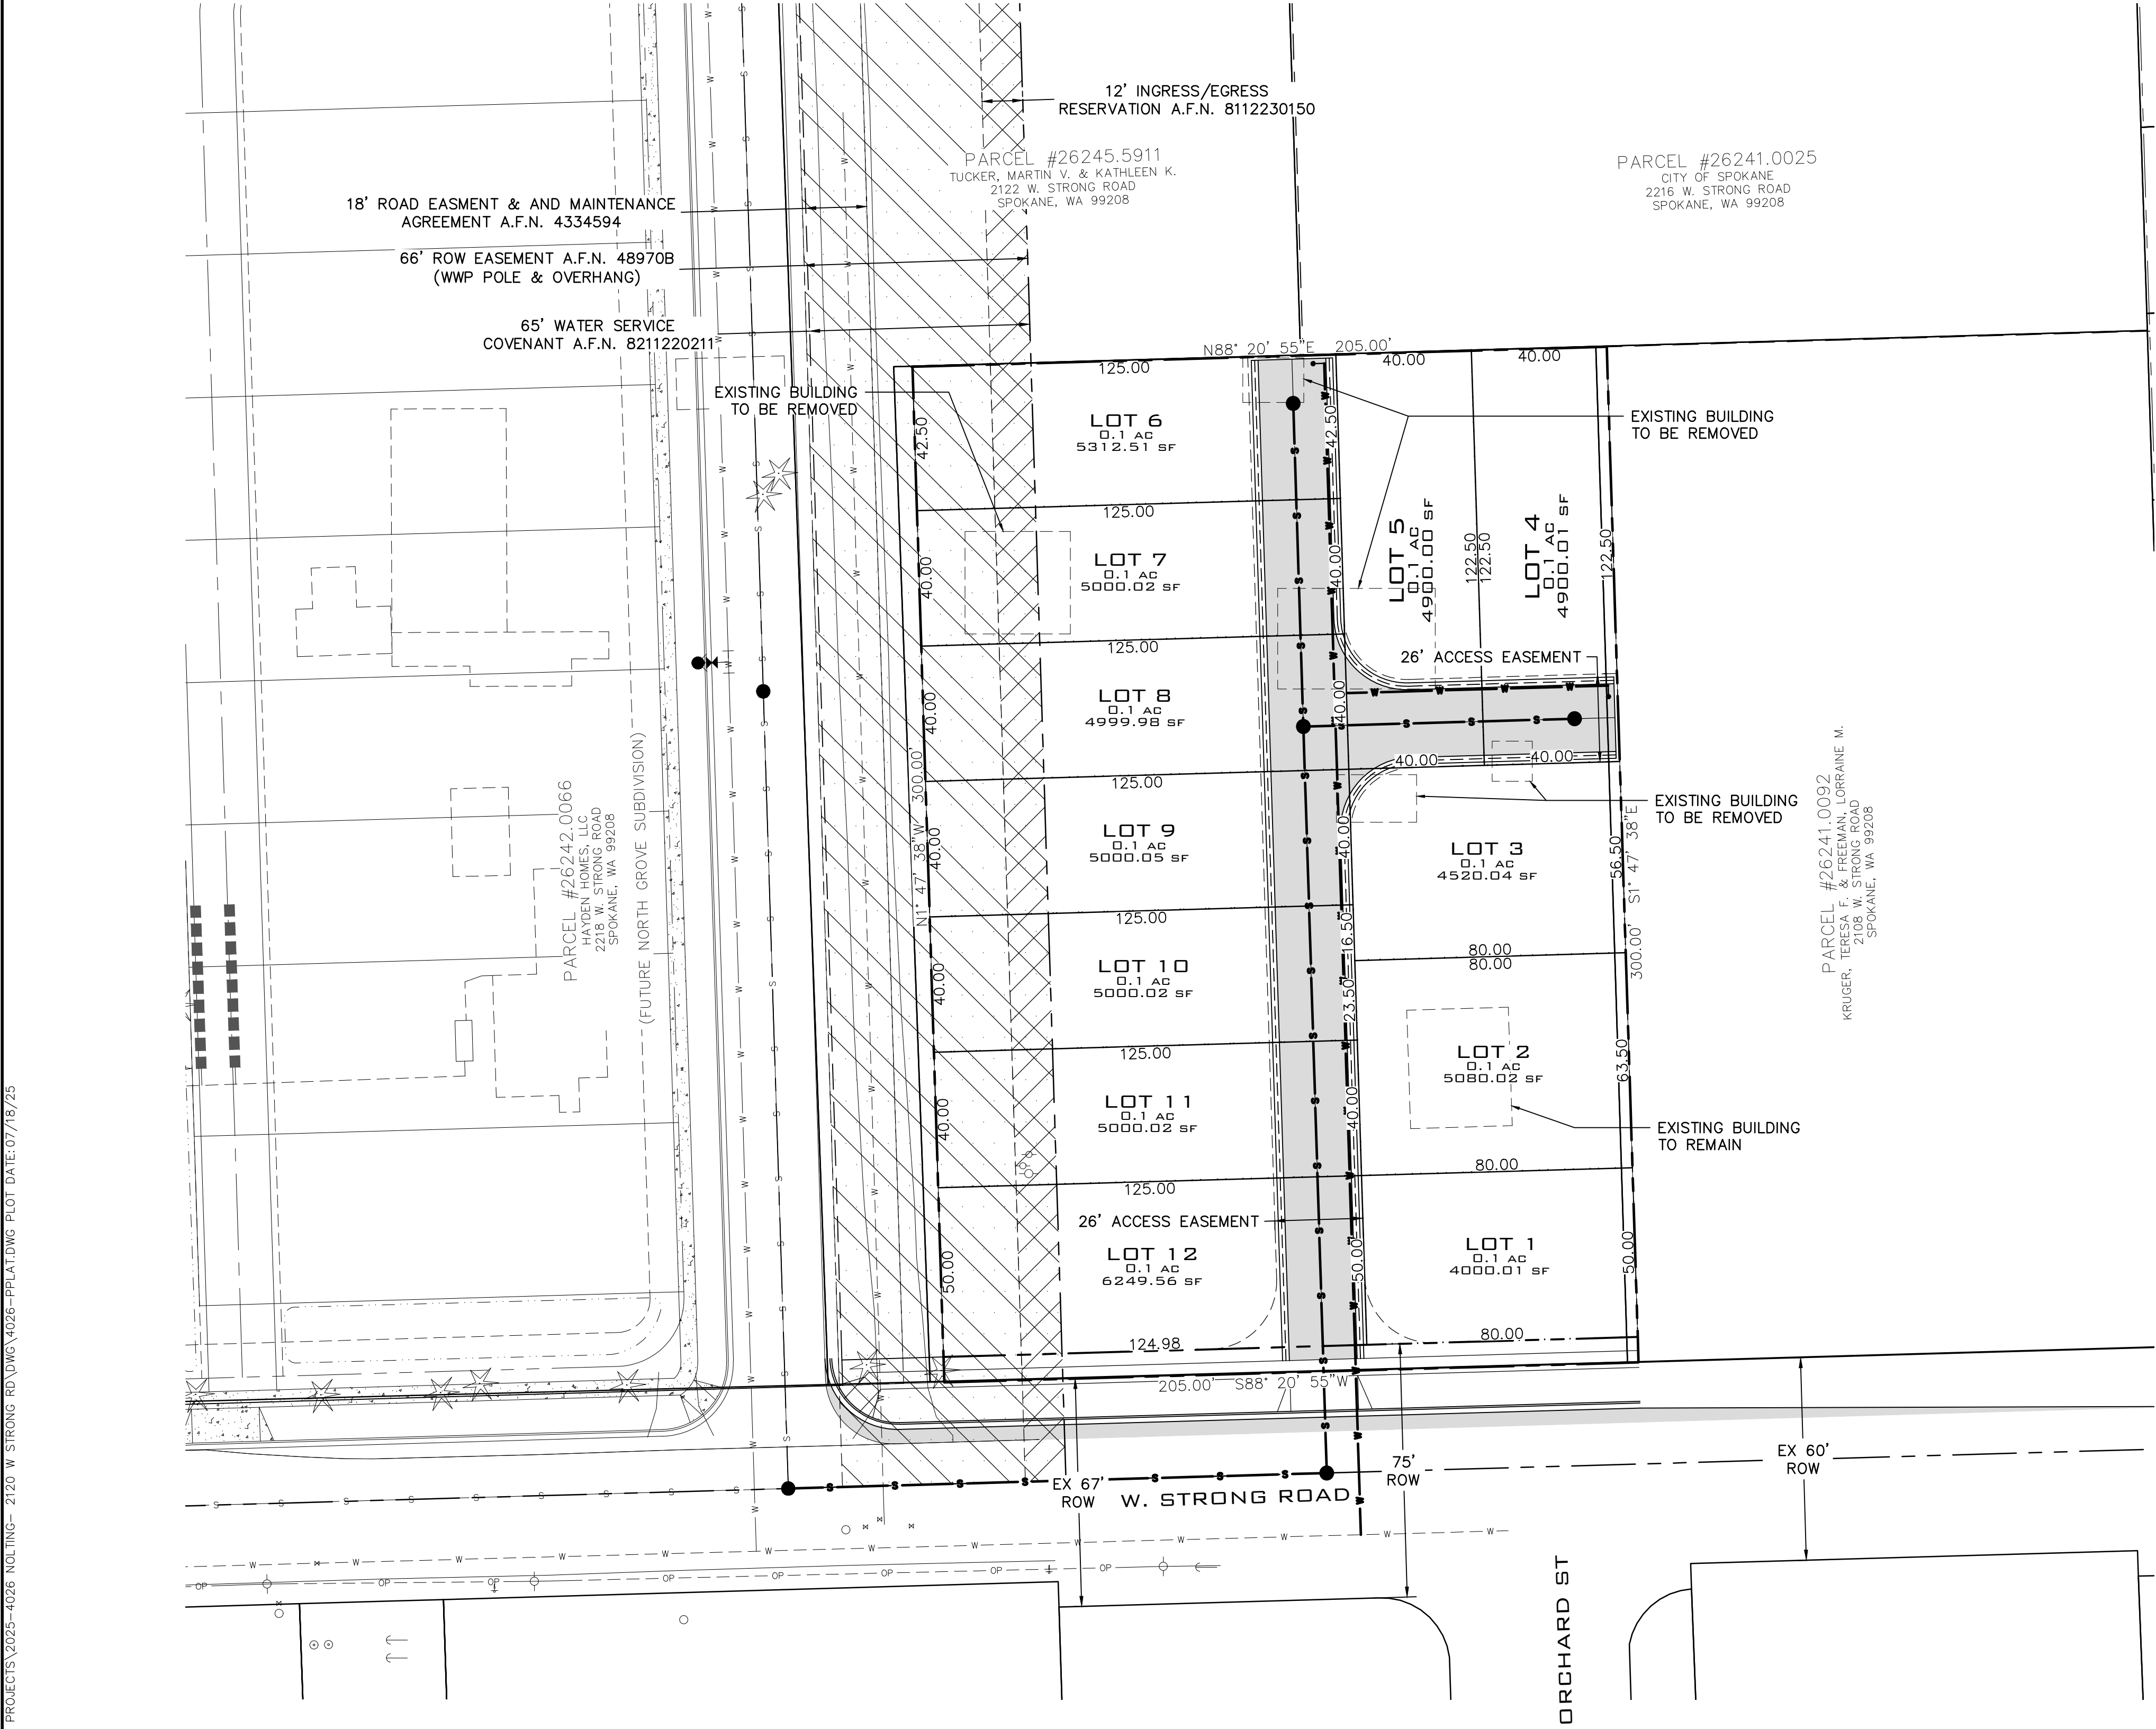 12' INGRESS/EGRESS
RESERVATION A.F.N. 8112230150
PARCEL #26245.5911
TUCKER, MARTIN V. & KATHLEEN K.
2122 W. STRONG ROAD
SPOKANE, WA 99208
PARCEL #26241.0025
CITY OF SPOKANE
2216 W. STRONG ROAD
SPOKANE, WA 99208
18' ROAD EASMENT & AND MAINTENANCE
AGREEMENT A.F.N. 4334594
66' ROW EASEMENT A.F.N. 48970B
(WWP POLE & OVERHANG)
65' WATER SERVICE
COVENANT A.F.N. 8211220211
EXISTING BUILDING
TO BE REMOVED
N88° 20' 55"E 205.00'
125.00
40.00
40.00
EXISTING BUILDING
TO BE REMOVED
LOT 6
0.1 AC
5312.51 SF
42.50
42.50
125.00
LOT 7
0.1 AC
5000.02 SF
40.00
40.00
125.00
LOT 5
0.1 AC
4900.00 SF
122.50
122.50
LOT 4
0.1 AC
4900.01 SF
122.50
26' ACCESS EASEMENT
LOT 8
0.1 AC
4999.98 SF
40.00
40.00
125.00
40.00
40.00
EXISTING BUILDING
TO BE REMOVED
N1° 47' 38"W 300.00'
LOT 9
0.1 AC
5000.05 SF
40.00
40.00
125.00
LOT 3
0.1 AC
4520.04 SF
56.50
16.50
80.00
80.00
S1° 47' 38"E
300.00'
LOT 10
0.1 AC
5000.02 SF
40.00
23.50
125.00
LOT 2
0.1 AC
5080.02 SF
63.50
EXISTING BUILDING
TO REMAIN
LOT 11
0.1 AC
5000.02 SF
40.00
40.00
125.00
80.00
26' ACCESS EASEMENT
LOT 12
0.1 AC
6249.56 SF
50.00
50.00
124.98
LOT 1
0.1 AC
4000.01 SF
50.00
80.00
205.00' S88° 20' 55"W
PARCEL #26242.0066
HAYDEN HOMES, LLC
2218 W. STRONG ROAD
SPOKANE, WA 99208
(FUTURE NORTH GROVE SUBDIVISION)
PARCEL #26241.0092
KRUGER, TERESA F. & FREEMAN, LORRAINE M.
2108 W. STRONG ROAD
SPOKANE, WA 99208
EX 67'
ROW
W. STRONG ROAD
75'
ROW
EX 60'
ROW
ORCHARD ST
PROJECTS\2025-4026 NOLTING- 2120 W STRONG RD\DWG\4026-PPLAT.DWG PLOT DATE:07/18/25